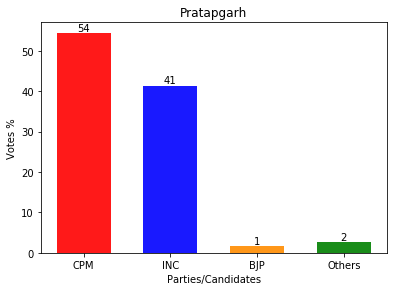 Pratapgarh
54
41
1
2
50
40
30
20
10
0
Votes %
CPM
INC
BJP
Others
Parties/Candidates